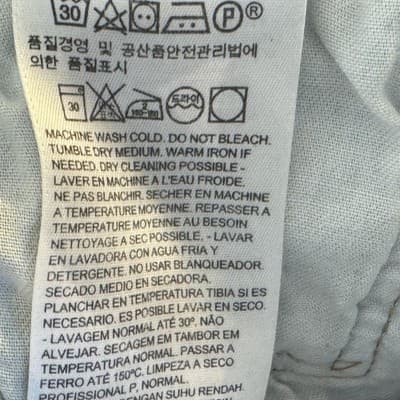 30 P ®
품질경영 및 공산품안전관리법에
의한 품질표시
30 2 드라이
MACHINE WASH COLD. DO NOT BLEACH.
TUMBLE DRY MEDIUM. WARM IRON IF
NEEDED. DRY CLEANING POSSIBLE -
LAVER EN MACHINE A L'EAU FROIDE.
NE PAS BLANCHIR. SECHER EN MACHINE
A TEMPERATURE MOYENNE. REPASSER A
TEMPERATURE MOYENNE AU BESOIN
NETTOYAGE A SEC POSSIBLE. - LAVAR
EN LAVADORA CON AGUA FRIA Y
DETERGENTE. NO USAR BLANQUEADOR.
SECADO MEDIO EN SECADORA.
PLANCHAR EN TEMPERATURA TIBIA SI ES
NECESARIO. ES POSIBLE LAVAR EN SECO.
- LAVAGEM NORMAL ATÉ 30º. NÃO
ALVEJAR. SECAGEM EM TAMBOR EM
TEMPERATURA NORMAL. PASSAR A
FERRO ATÉ 150ºC. LIMPEZA A SECO
PROFISSIONAL P. NORMAL.
DENGAN SUHU RENDAH.